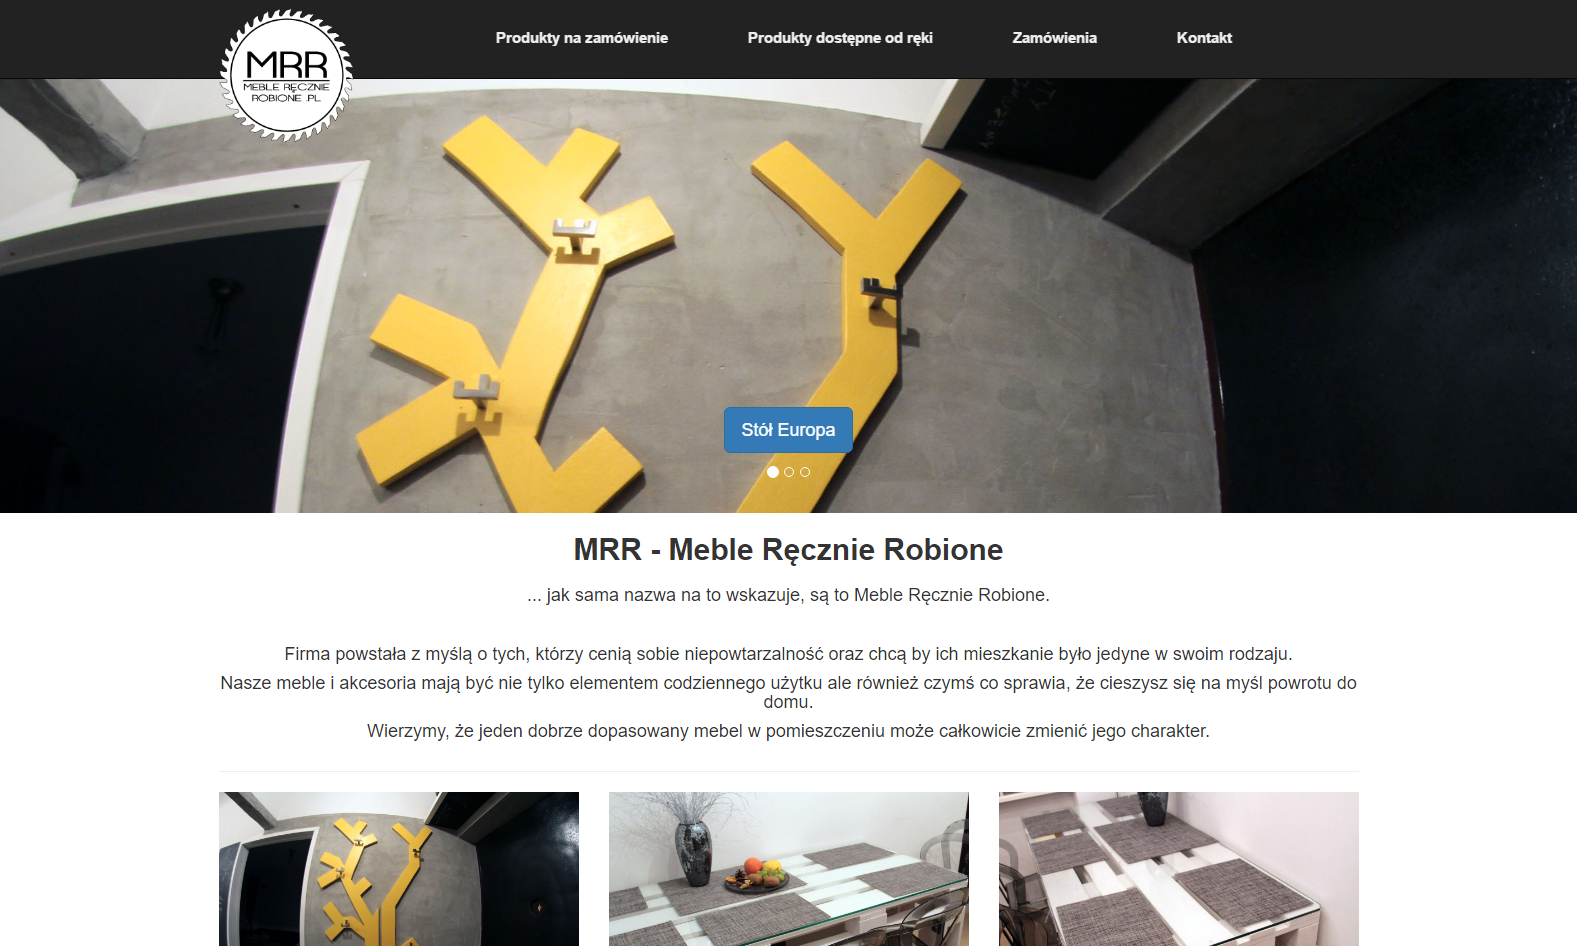 MRR
MEBLE RĘCZNIE
ROBIONE .PL
Produkty na zamówienie
Produkty dostępne od ręki
Zamówienia
Kontakt
Stół Europa
MRR - Meble Ręcznie Robione
... jak sama nazwa na to wskazuje, są to Meble Ręcznie Robione.
Firma powstała z myślą o tych, którzy cenią sobie niepowtarzalność oraz chcą by ich mieszkanie było jedyne w swoim rodzaju.
Nasze meble i akcesoria mają być nie tylko elementem codziennego użytku ale również czymś co sprawia, że cieszysz się na myśl powrotu do
domu.
Wierzymy, że jeden dobrze dopasowany mebel w pomieszczeniu może całkowicie zmienić jego charakter.